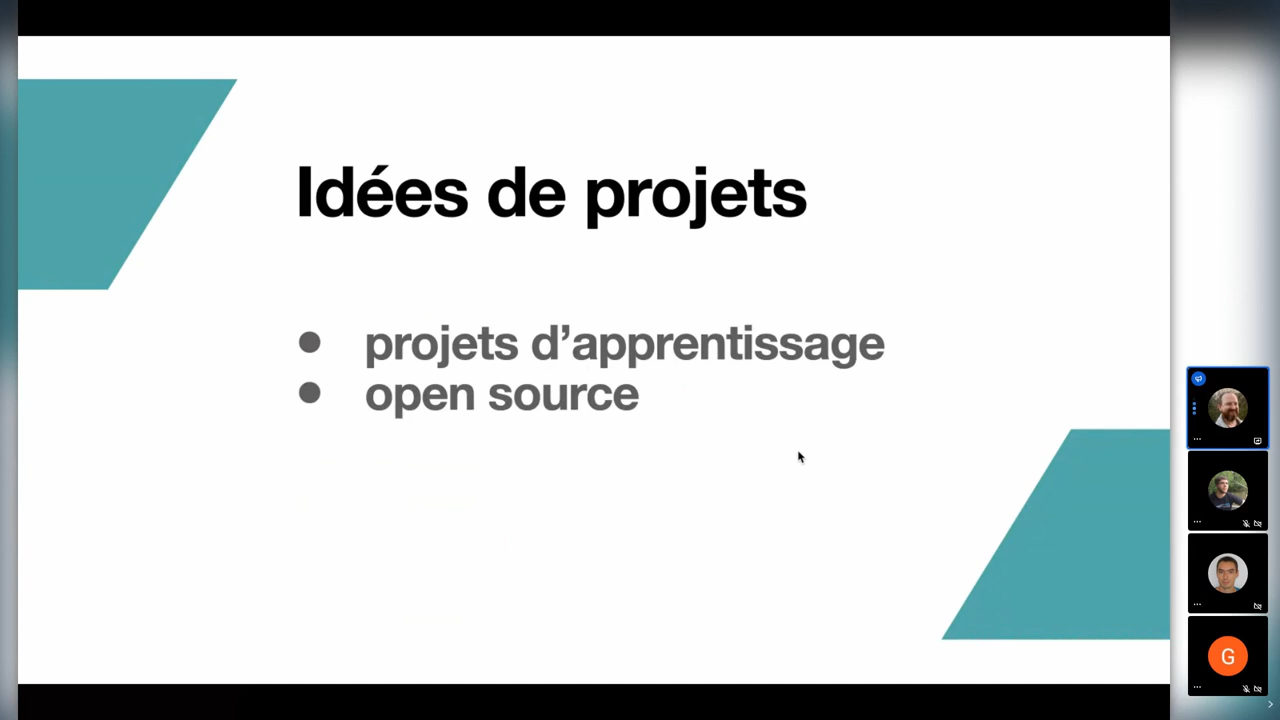 Idées de projets
● projets d’apprentissage
● open source
G